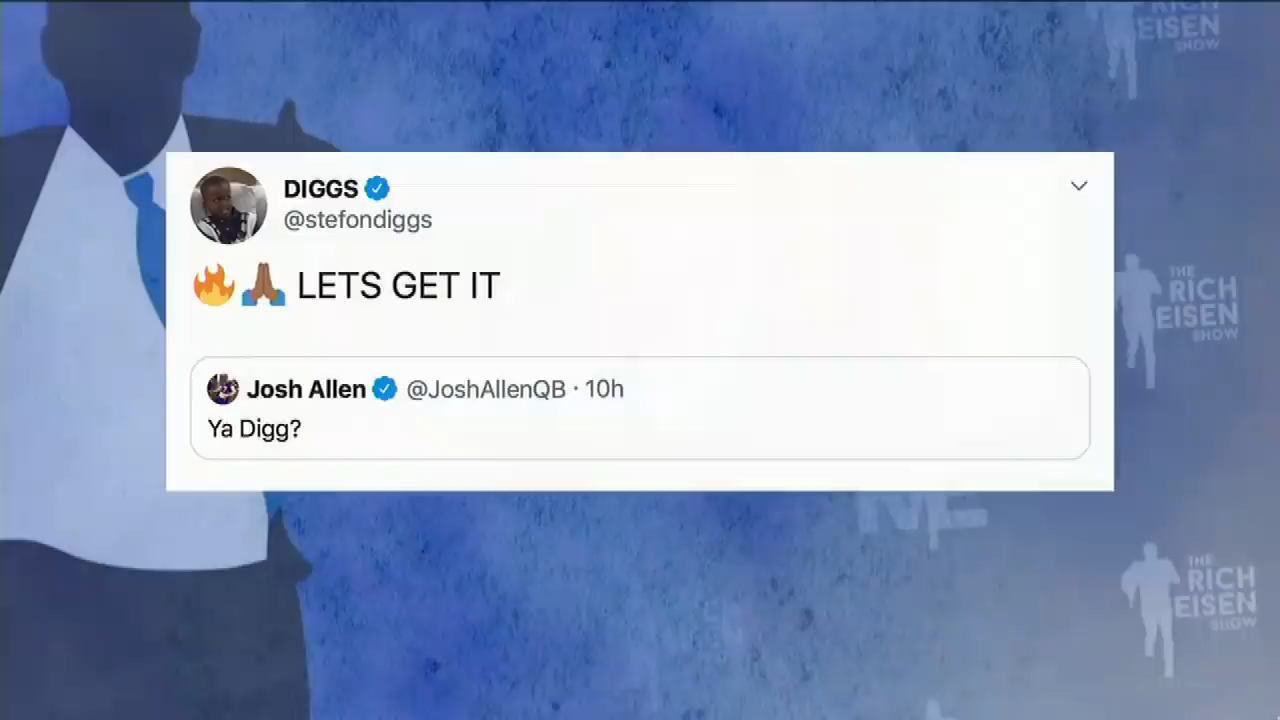 RICH
EISEN
SHOW
DIGGS
@stefondiggs
🔥🙏🏾 LETS GET IT
Josh Allen @JoshAllenQB · 10h
Ya Digg?
THE
RICH
EISEN
SHOW
THE
RICH
EISEN
SHOW